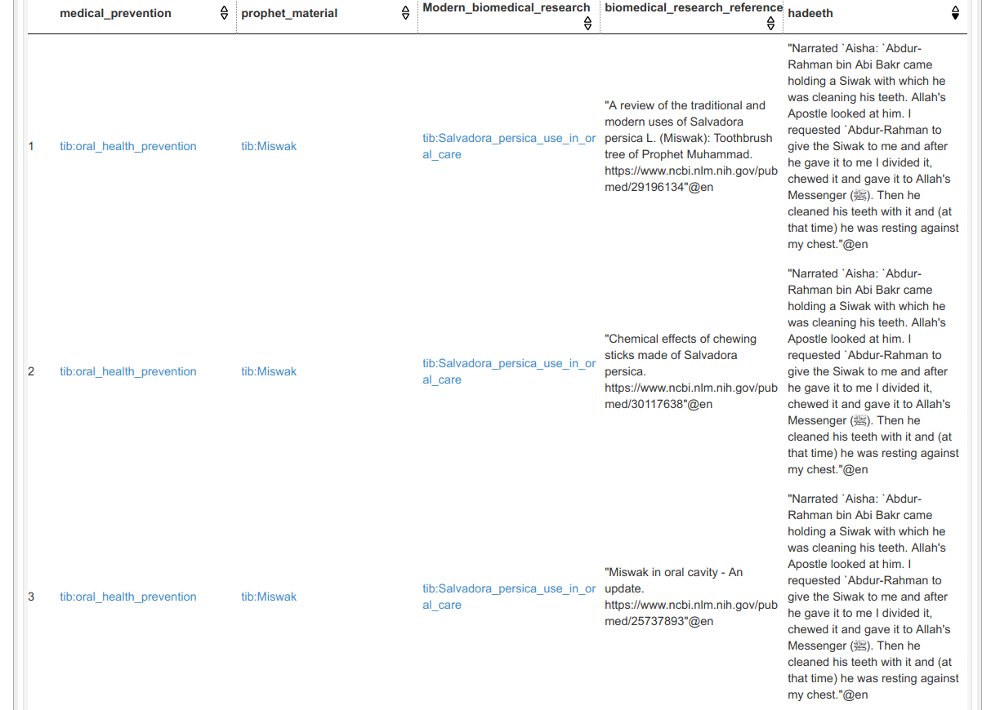 medical_prevention
prophet_material
Modern_biomedical_research
biomedical_research_reference
hadeeth
1
tib:oral_health_prevention
tib:Miswak
tib:Salvadora_persica_use_in_or
al_care
"A review of the traditional and
modern uses of Salvadora
persica L. (Miswak): Toothbrush
tree of Prophet Muhammad.
https://www.ncbi.nlm.nih.gov/pub
med/29196134"@en
"Narrated `Aisha: `Abdur-
Rahman bin Abi Bakr came
holding a Siwak with which he
was cleaning his teeth. Allah's
Apostle looked at him. I
requested `Abdur-Rahman to
give the Siwak to me and after
he gave it to me I divided it,
chewed it and gave it to Allah's
Messenger (ﷺ). Then he
cleaned his teeth with it and (at
that time) he was resting against
my chest."@en
2
tib:oral_health_prevention
tib:Miswak
tib:Salvadora_persica_use_in_or
al_care
"Chemical effects of chewing
sticks made of Salvadora
persica.
https://www.ncbi.nlm.nih.gov/pub
med/30117638"@en
"Narrated `Aisha: `Abdur-
Rahman bin Abi Bakr came
holding a Siwak with which he
was cleaning his teeth. Allah's
Apostle looked at him. I
requested `Abdur-Rahman to
give the Siwak to me and after
he gave it to me I divided it,
chewed it and gave it to Allah's
Messenger (ﷺ). Then he
cleaned his teeth with it and (at
that time) he was resting against
my chest."@en
3
tib:oral_health_prevention
tib:Miswak
tib:Salvadora_persica_use_in_or
al_care
"Miswak in oral cavity - An
update.
https://www.ncbi.nlm.nih.gov/pub
med/25737893"@en
"Narrated `Aisha: `Abdur-
Rahman bin Abi Bakr came
holding a Siwak with which he
was cleaning his teeth. Allah's
Apostle looked at him. I
requested `Abdur-Rahman to
give the Siwak to me and after
he gave it to me I divided it,
chewed it and gave it to Allah's
Messenger (ﷺ). Then he
cleaned his teeth with it and (at
that time) he was resting against
my chest."@en